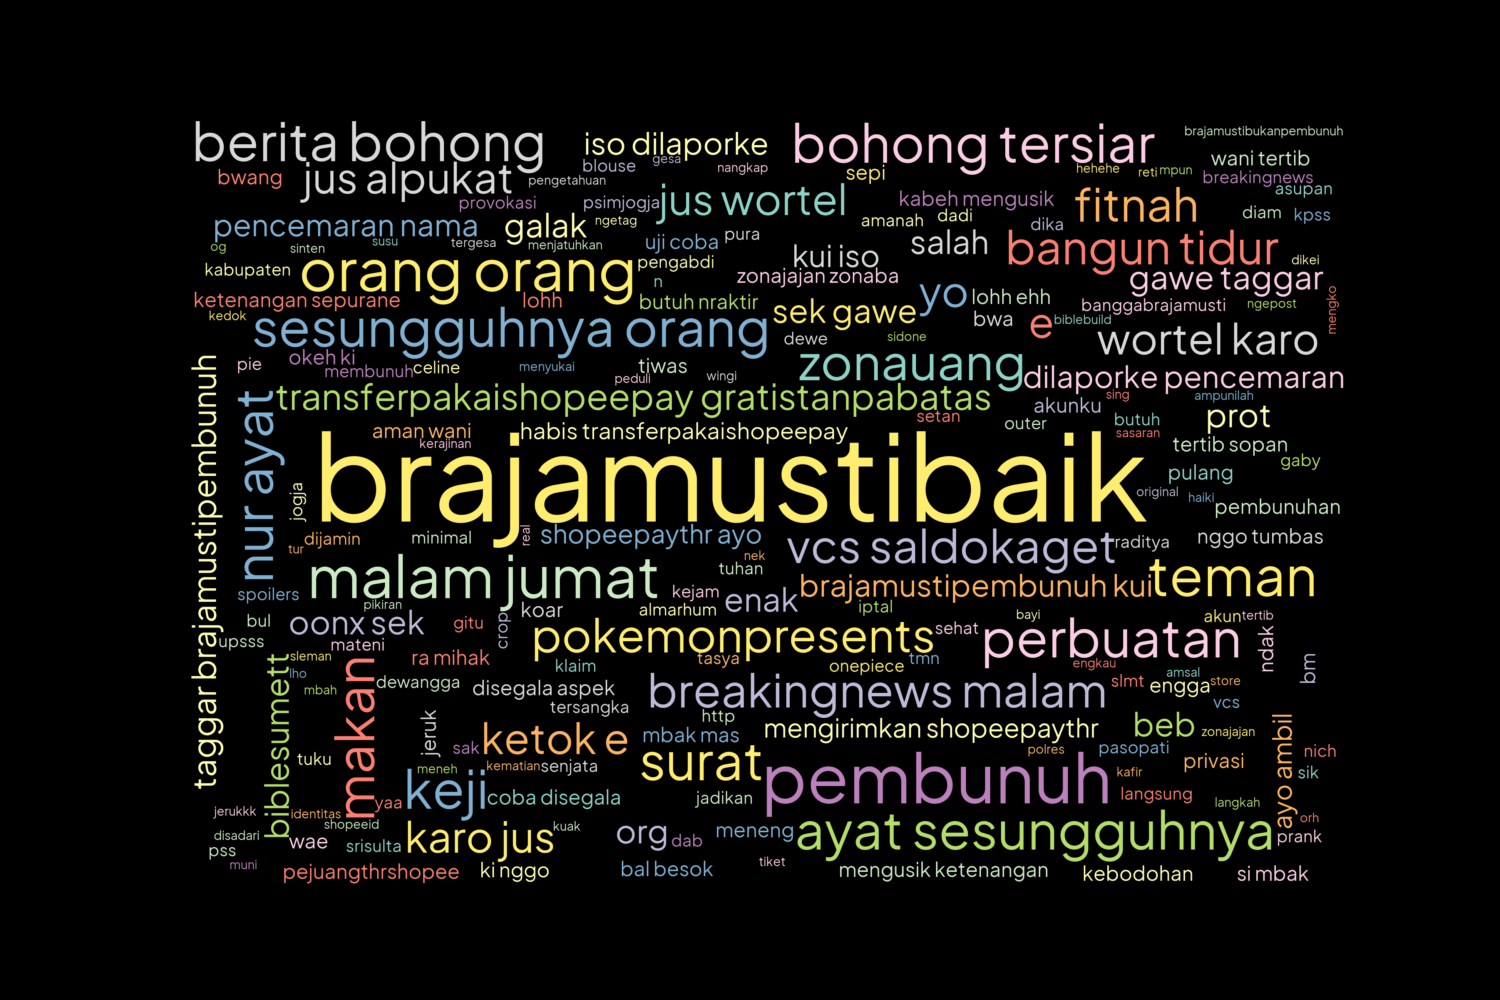 brajamustibukanpembunuh
berita bohong
iso dilaporke
bohong tersiar
wani tertib
blouse
gesa
nangkap
hehehe
reti
mpun
bwang
jus alpukat
pengetahuan
sepi
breakingnews
asupan
provokasi
psimjogja
jus wortel
kabeh mengusik
fitnah
diam
kpss
pencemaran nama
galak
ngetag
amanah
dadi
dika
og
sinten
susu
tergesa
menjatuhkan
uji coba
pura
salah
bangun tidur
kabupaten
orang orang
pengabdi
kui iso
dikei
n
zonajajan zonaba
gawe taggar
ketenangan sepurane
lohh
butuh nraktir
yo
lohh ehh
banggabrajamusti
ngepost
mengko
kedok
sesungguhnya orang
sek gawe
bwa
e
biblebuild
dewe
sidone
wortel karo
pie
okeh ki
membunuh
celine
menyukai
tiwas
peduli
wingi
zonauang
dilaporke pencemaran
taggar brajamustipembunuh
nur ayat
transferpakaishopeepay gratistanpabatas
akunku
sing
ampunilah
setan
outer
butuh
sasaran
prot
aman wani
kerajinan
habis transferpakaishopeepay
tertib sopan
gaby
pulang
jogja
brajamustibaik
original
haiki
pembunuhan
tur
dijamin
minimal
real
shopeepaythr ayo
vcs saldokaget
raditya
nggo tumbas
nek
tuhan
malam jumat
spoilers
pikiran
kejam
brajamustipembunuh kui
teman
almarhum
enak
iptal
bul
oonx sek
gitu
crop
koar
bayi
akun
tertib
upsss
mateni
pokemonpresents
sehat
perbuatan
ndak
bm
sleman
lho
mbah
ra mihak
klaim
tasya
onepiece
tmn
engkau
amsal
dewangga
disegala aspek
tersangka
breakingnews malam
slmt
engga
store
vcs
biblesumett
makan
jeruk
http
mengirimkan shopeepaythr
beb
zonajajan
ayo ambil
tuku
sak
ketok e
mbak mas
polres
pasopati
privasi
nich
meneh
kematian
senjata
surat
pembunuh
kafir
sik
yaa
keji
coba disegala
jadikan
langsung
langkah
jerukkk
identitas
shopeeid
orh
disadari
pss
wae
srisulta
karo jus
kuak
org
dab
meneng
ayat sesungguhnya
prank
muni
pejuangthrshopee
ki nggo
bal besok
tiket
mengusik ketenangan
kebodohan
si mbak